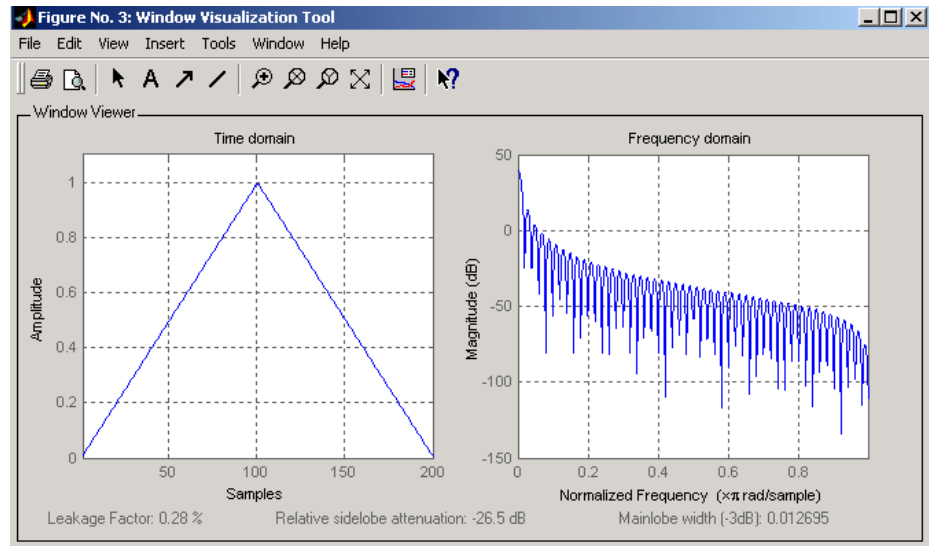 Figure No. 3: Window Visualization Tool
File Edit View Insert Tools Window Help
A
Window Viewer
Time domain
Amplitude
1
0.8
0.6
0.4
0.2
0
50
100
150
200
Samples
Frequency domain
Magnitude (dB)
50
0
-50
-100
-150
0
0.2
0.4
0.6
0.8
Normalized Frequency (×π rad/sample)
Leakage Factor: 0.28 %
Relative sidelobe attenuation: -26.5 dB
Mainlobe width (-3dB): 0.012695